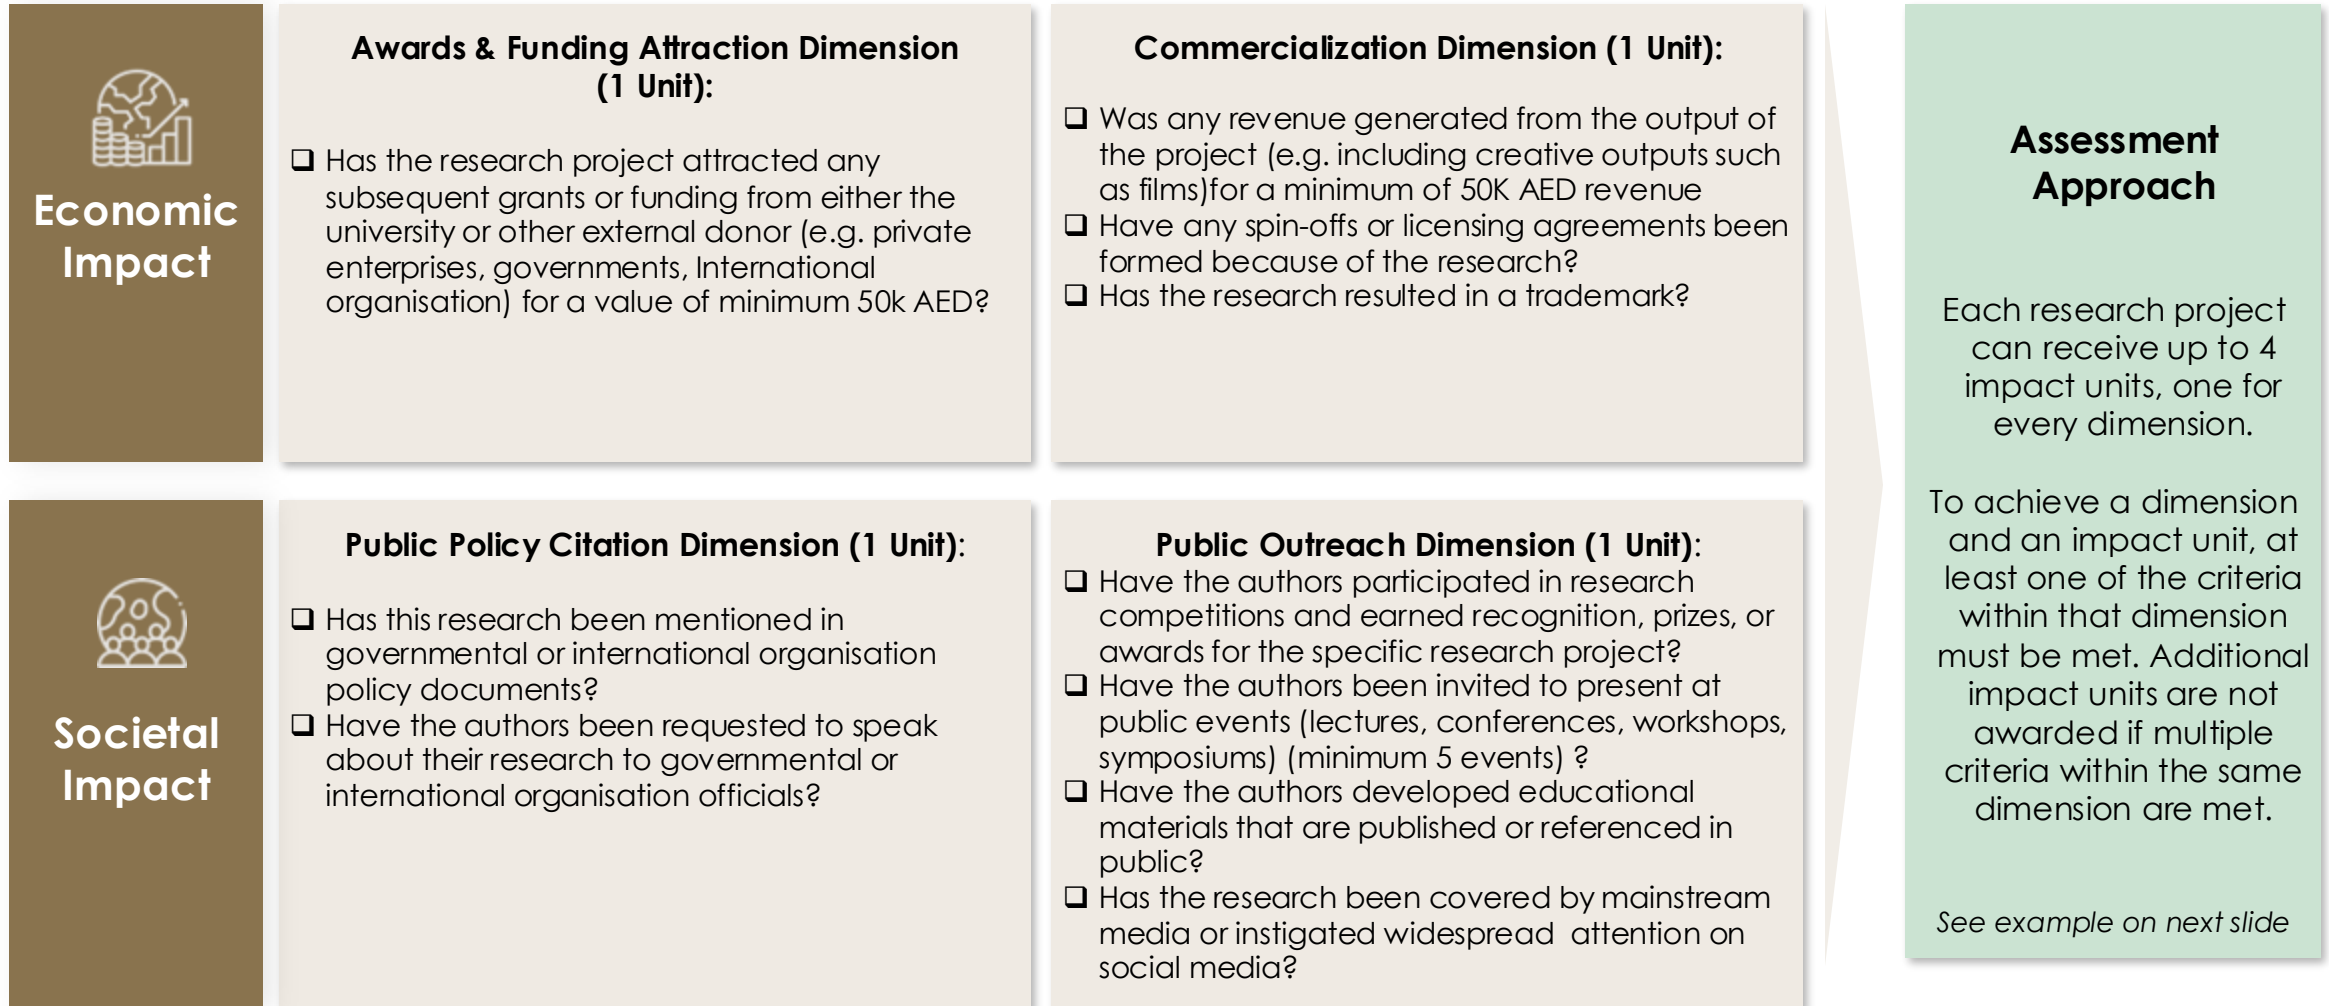 Economic
Impact
Awards & Funding Attraction Dimension
(1 Unit):
❑ Has the research project attracted any
subsequent grants or funding from either the
university or other external donor (e.g. private
enterprises, governments, International
organisation) for a value of minimum 50k AED?
Commercialization Dimension (1 Unit):
❑ Was any revenue generated from the output of
the project (e.g. including creative outputs such
as films)for a minimum of 50K AED revenue
❑ Have any spin-offs or licensing agreements been
formed because of the research?
❑ Has the research resulted in a trademark?
Societal
Impact
Public Policy Citation Dimension (1 Unit):
❑ Has this research been mentioned in
governmental or international organisation
policy documents?
❑ Have the authors been requested to speak
about their research to governmental or
international organisation officials?
Public Outreach Dimension (1 Unit):
❑ Have the authors participated in research
competitions and earned recognition, prizes, or
awards for the specific research project?
❑ Have the authors been invited to present at
public events (lectures, conferences, workshops,
symposiums) (minimum 5 events) ?
❑ Have the authors developed educational
materials that are published or referenced in
public?
❑ Has the research been covered by mainstream
media or instigated widespread attention on
social media?
Assessment
Approach
Each research project
can receive up to 4
impact units, one for
every dimension.
To achieve a dimension
and an impact unit, at
least one of the criteria
within that dimension
must be met. Additional
impact units are not
awarded if multiple
criteria within the same
dimension are met.
See example on next slide